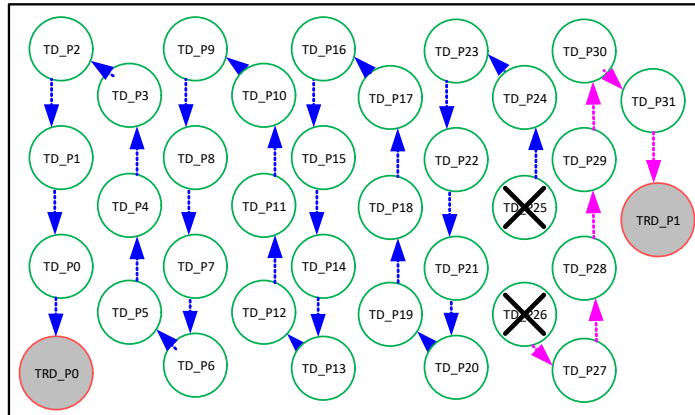 TD_P2
TD_P9
TD_P16
TD_P23
TD_P30
TD_P3
TD_P10
TD_P17
TD_P24
TD_P31
TD_P1
TD_P8
TD_P15
TD_P22
TD_P29
TD_P4
TD_P11
TD_P18
TD_P25
TRD_P1
TD_P0
TD_P7
TD_P14
TD_P21
TD_P28
TD_P5
TD_P12
TD_P19
TD_P26
TRD_P0
TD_P6
TD_P13
TD_P20
TD_P27